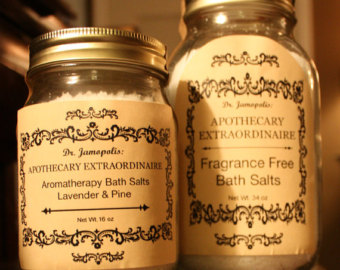 Dr. Jamopolis:
APOTHECARY EXTRAORDINAIRE
Aromatherapy Bath Salts
Lavender & Pine
Net Wt. 16 oz
Dr. Jamopolis:
APOTHECARY
EXTRAORDINAIRE
Fragrance Free
Bath Salts
Net Wt. 34 oz